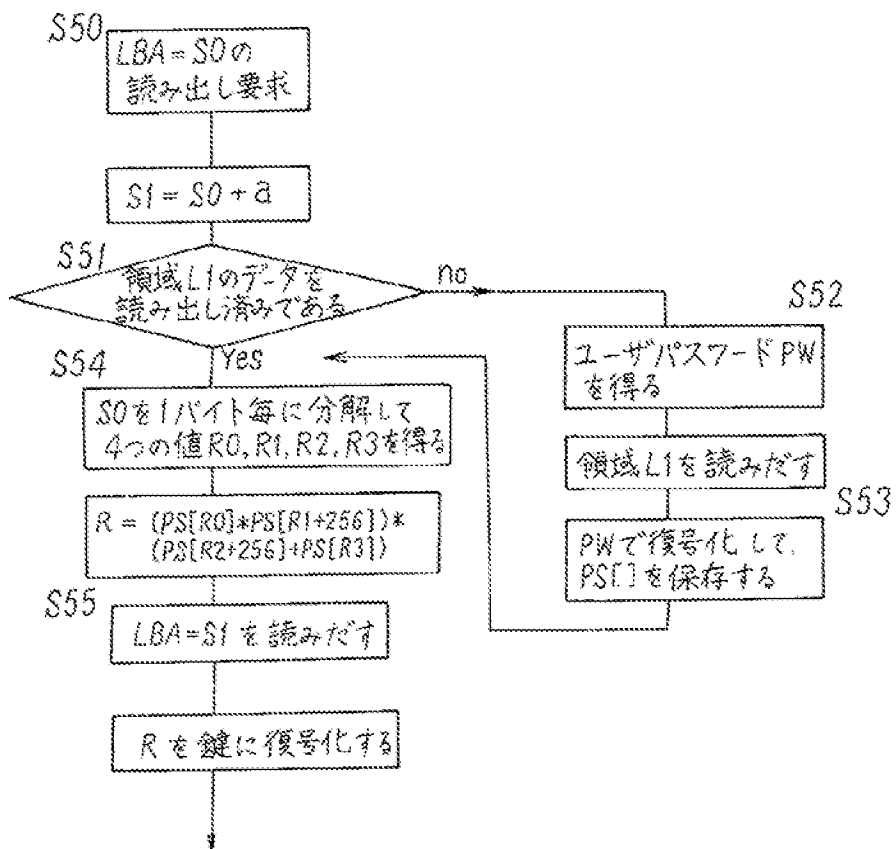 S50
LBA=S0の
読み出し要求
S1=S0+a
S51
領域L1のデータを
読み出し済みである
no
Yes
S52
ユーザパスワードPW
を得る
領域L1を読みだす
S53
PWで復号化して、
PS[]を保存する
S54
S0を1バイト毎に分解して
4つの値R0,R1,R2,R3を得る
R=(PS[R0]*PS[R1+256])*
(PS[R2+256]+PS[R3])
S55
LBA=S1を読みだす
Rを鍵に復号化する